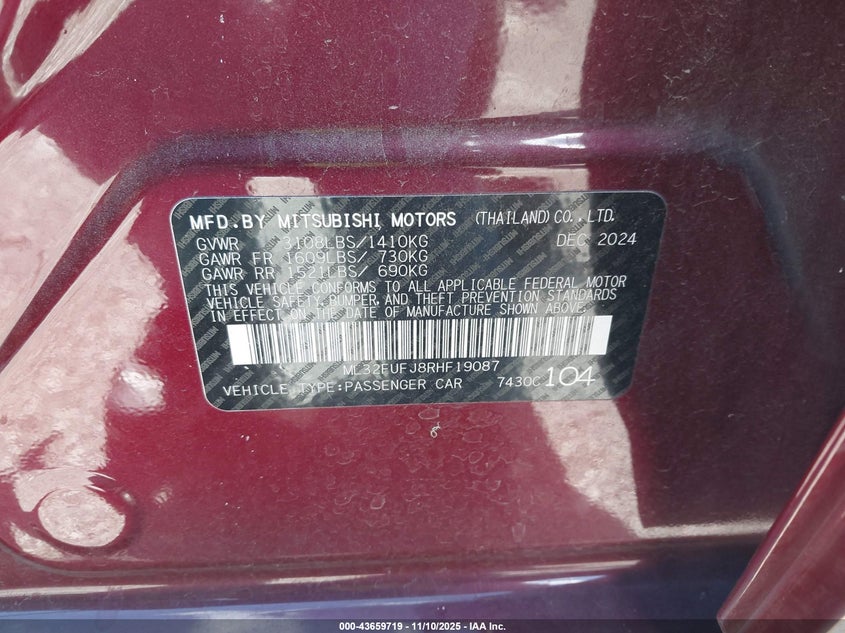 MFD.BY MITSUBISHI MOTORS (THAILAND)CO.,LTD.
GVWR 3108LBS/1410KG DEC 2024
GAWR FR 1609LBS/ 730KG
GAWR RR 1521LBS/ 690KG
THIS VEHICLE CONFORMS TO ALL APPLICABLE FEDERAL MOTOR
VEHICLE SAFETY,BUMPER,AND THEFT PREVENTION STANDARDS
IN EFFECT ON THE DATE OF MANUFACTURE SHOWN ABOVE.
ML32FUFJ8RHF19087
VEHICLE TYPE:PASSENGER CAR 7430C104
000-43659719 - 11/10/2025 - IAA Inc.